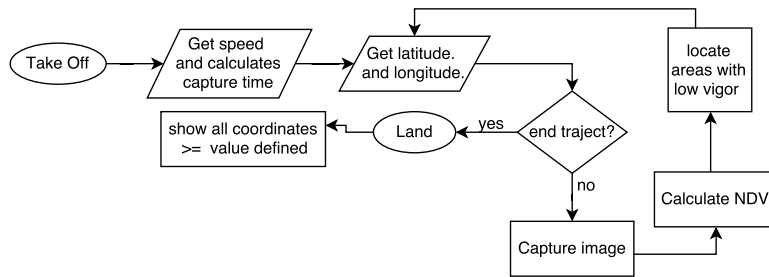 Take Off
Get speed
and calculates
capture time
Get latitude.
and longitude.
locate
areas with
low vigor
show all coordinates
>= value defined
Land
yes
end traject?
no
Calculate NDV
Capture image